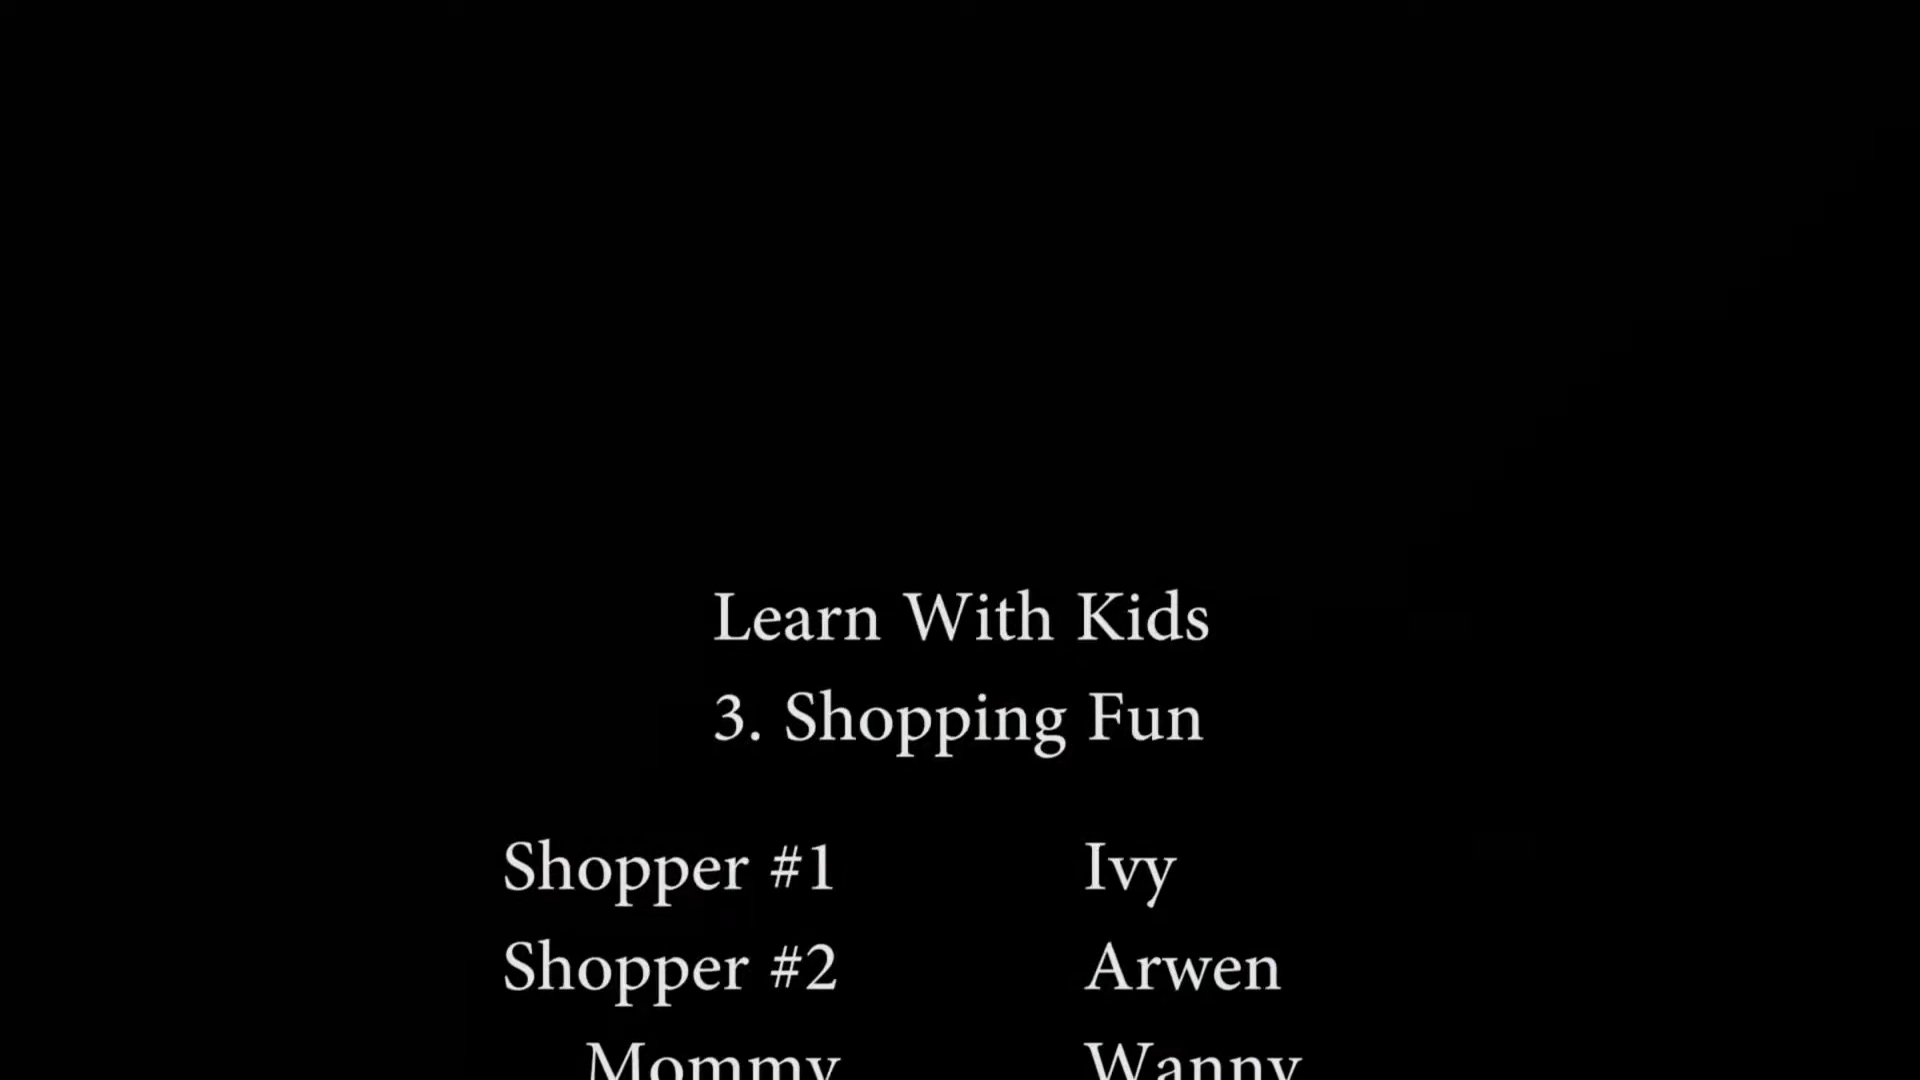 Learn With Kids
3. Shopping Fun
Shopper #1 Ivy
Shopper #2 Arwen
Mommy Wanny